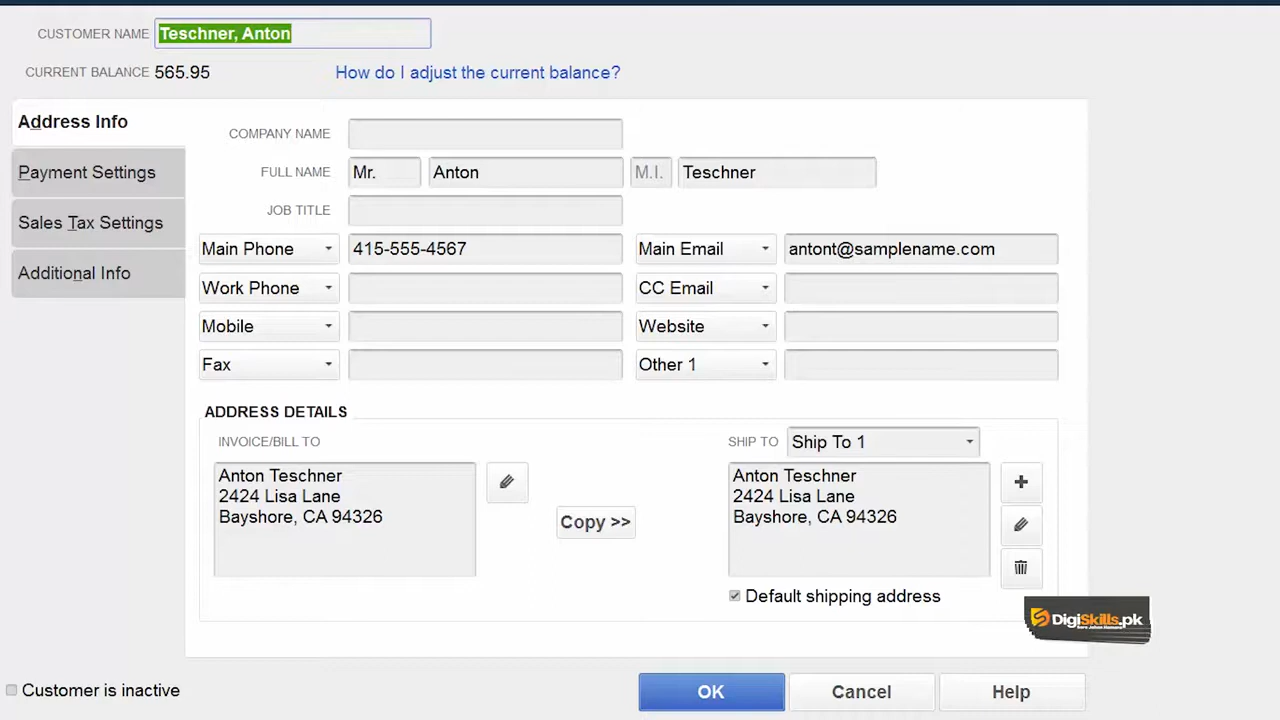 CUSTOMER NAME Teschner, Anton
CURRENT BALANCE 565.95 How do I adjust the current balance?
Address Info
Payment Settings
Sales Tax Settings
Additional Info
COMPANY NAME
FULL NAME Mr. Anton M.I. Teschner
JOB TITLE
Main Phone 415-555-4567 Main Email antont@samplename.com
Work Phone CC Email
Mobile Website
Fax Other 1
ADDRESS DETAILS
INVOICE/BILL TO
Anton Teschner
2424 Lisa Lane
Bayshore, CA 94326
Copy >>
SHIP TO Ship To 1
Anton Teschner
2424 Lisa Lane
Bayshore, CA 94326
Default shipping address
DigiSkills.pk
Customer is inactive
OK Cancel Help